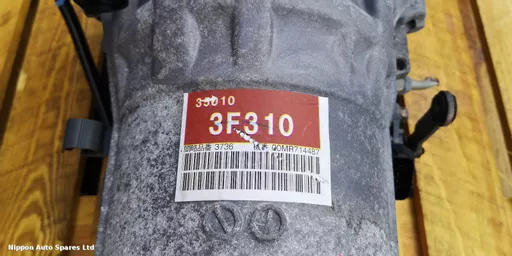 35010
3F310
3736 00MR714487
Nippon Auto Spares Ltd